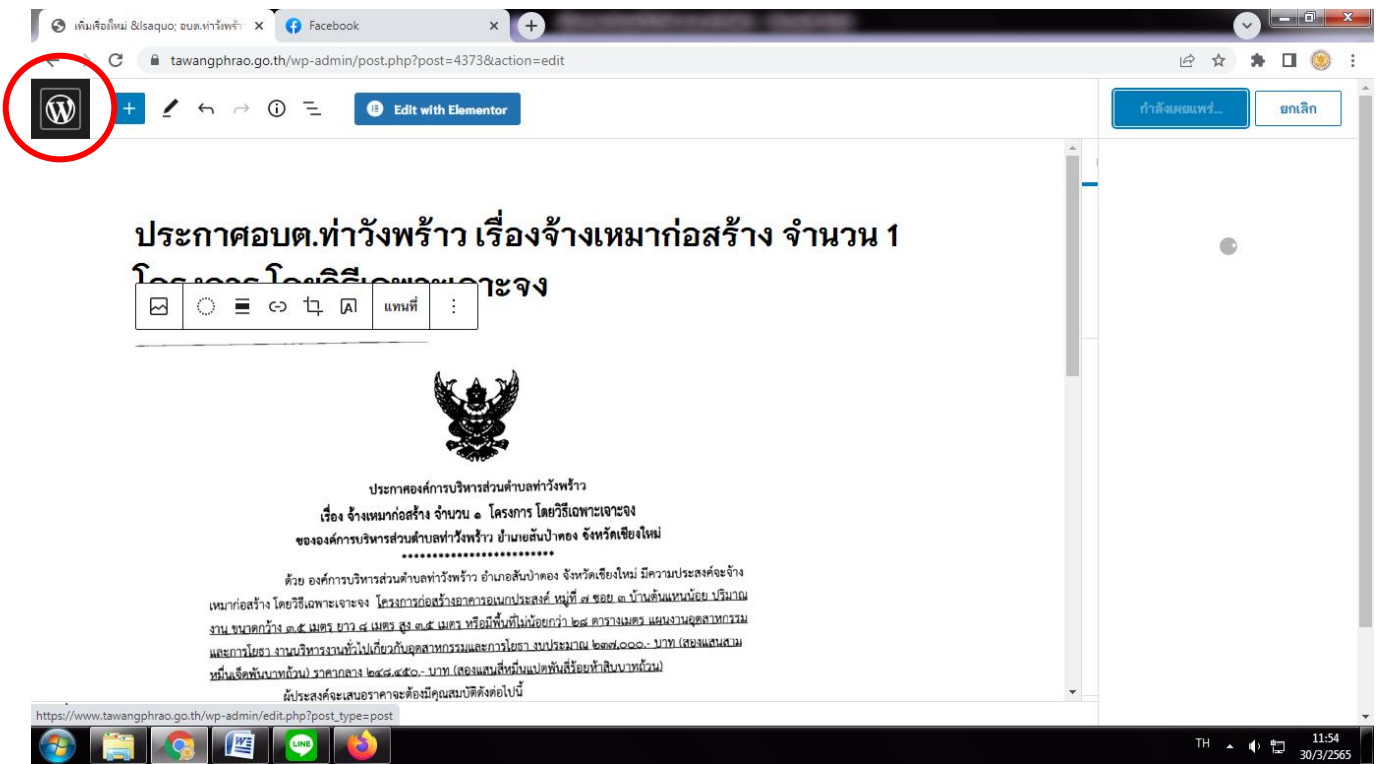 เพิ่มเรื่องใหม่ &lsaquo; อบต.ท่าวังพร้า
Facebook
tawangphrao.go.th/wp-admin/post.php?post=4373&action=edit
Edit with Elementor
กำลังเผยแพร่...
ยกเลิก
ประกาศอบต.ท่าวังพร้าว เรื่องจ้างเหมาก่อสร้าง จำนวน 1
โครงการ โดยวิธีเฉพาะเจาะจง
แทนที่
ประกาศองค์การบริหารส่วนตำบลท่าวังพร้าว
เรื่อง จ้างเหมาก่อสร้าง จำนวน ๑ โครงการ โดยวิธีเฉพาะเจาะจง
ขององค์การบริหารส่วนตำบลท่าวังพร้าว อำเภอสันป่าตอง จังหวัดเชียงใหม่
**************************
ด้วย องค์การบริหารส่วนตำบลท่าวังพร้าว อำเภอสันป่าตอง จังหวัดเชียงใหม่ มีความประสงค์จะจ้าง
เหมาก่อสร้าง โดยวิธีเฉพาะเจาะจง โครงการก่อสร้างอาคารอเนกประสงค์ หมู่ที่ ๗ ซอย ๓ บ้านต้นแหนน้อย ปริมาณ
งาน ขนาดกว้าง ๓.๕ เมตร ยาว ๘ เมตร สูง ๓.๕ เมตร หรือมีพื้นที่ไม่น้อยกว่า ๒๘ ตารางเมตร แผนงานอุตสาหกรรม
และการโยธา งานบริหารงานทั่วไปเกี่ยวกับอุตสาหกรรมและการโยธา งบประมาณ ๒๓๗,๐๐๐.- บาท (สองแสนสาม
หมื่นเจ็ดพันบาทถ้วน) ราคากลาง ๒๔๘,๔๕๐.- บาท (สองแสนสี่หมื่นแปดพันสี่ร้อยห้าสิบบาทถ้วน)
ผู้ประสงค์จะเสนอราคาจะต้องมีคุณสมบัติดังต่อไปนี้
https://www.tawangphrao.go.th/wp-admin/edit.php?post_type=post
LINE
TH
11:54
30/3/2565